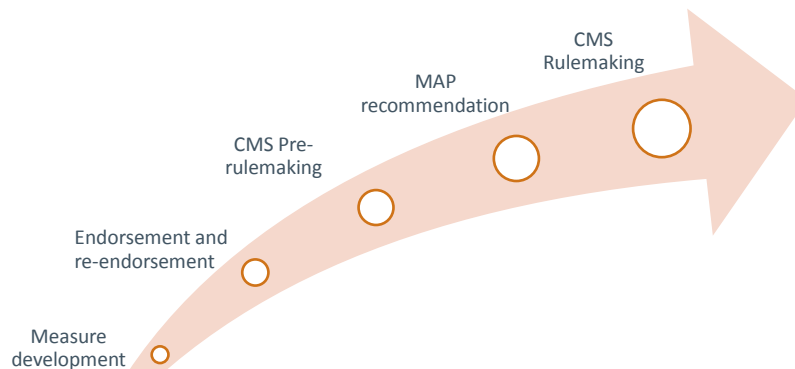 CMS
Rulemaking
MAP
recommendation
CMS Pre-
rulemaking
Endorsement and
re-endorsement
Measure
development